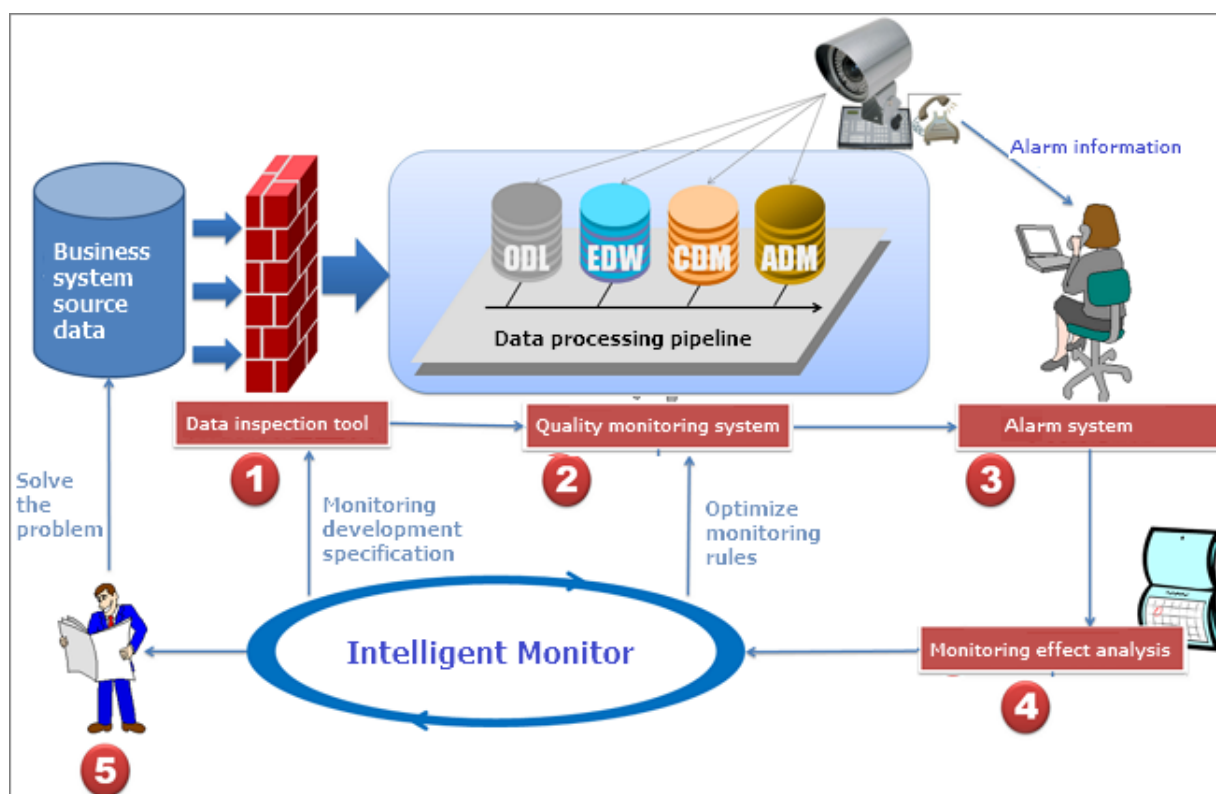 Alarm information
Business
system
source
data
ODL
EDW
CDM
ADM
Data processing pipeline
Data inspection tool
Quality monitoring system
Alarm system
1
2
3
Solve
the
problem
Monitoring
development
specification
Optimize
monitoring
rules
Intelligent Monitor
Monitoring effect analysis
4
5